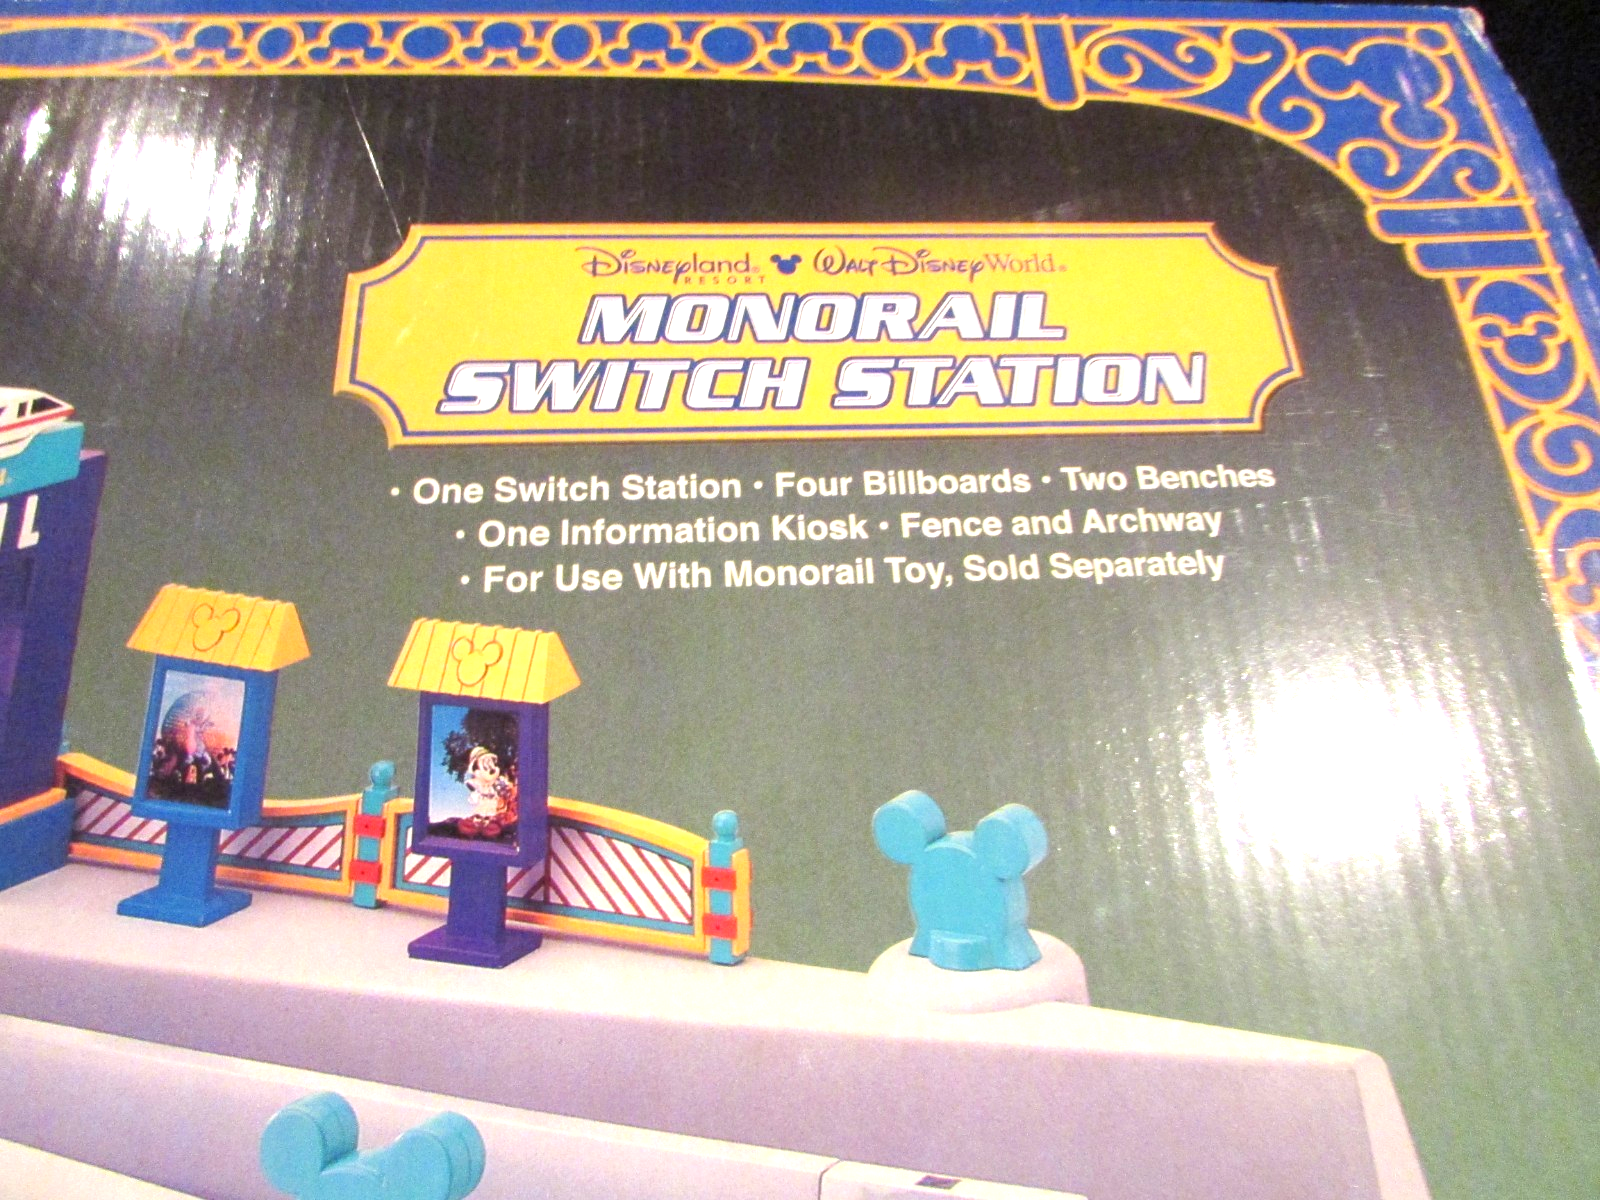 Disneyland® Walt Disney World®
RESORT
MONORAIL
SWITCH STATION
• One Switch Station • Four Billboards • Two Benches
• One Information Kiosk • Fence and Archway
• For Use With Monorail Toy, Sold Separately
IL